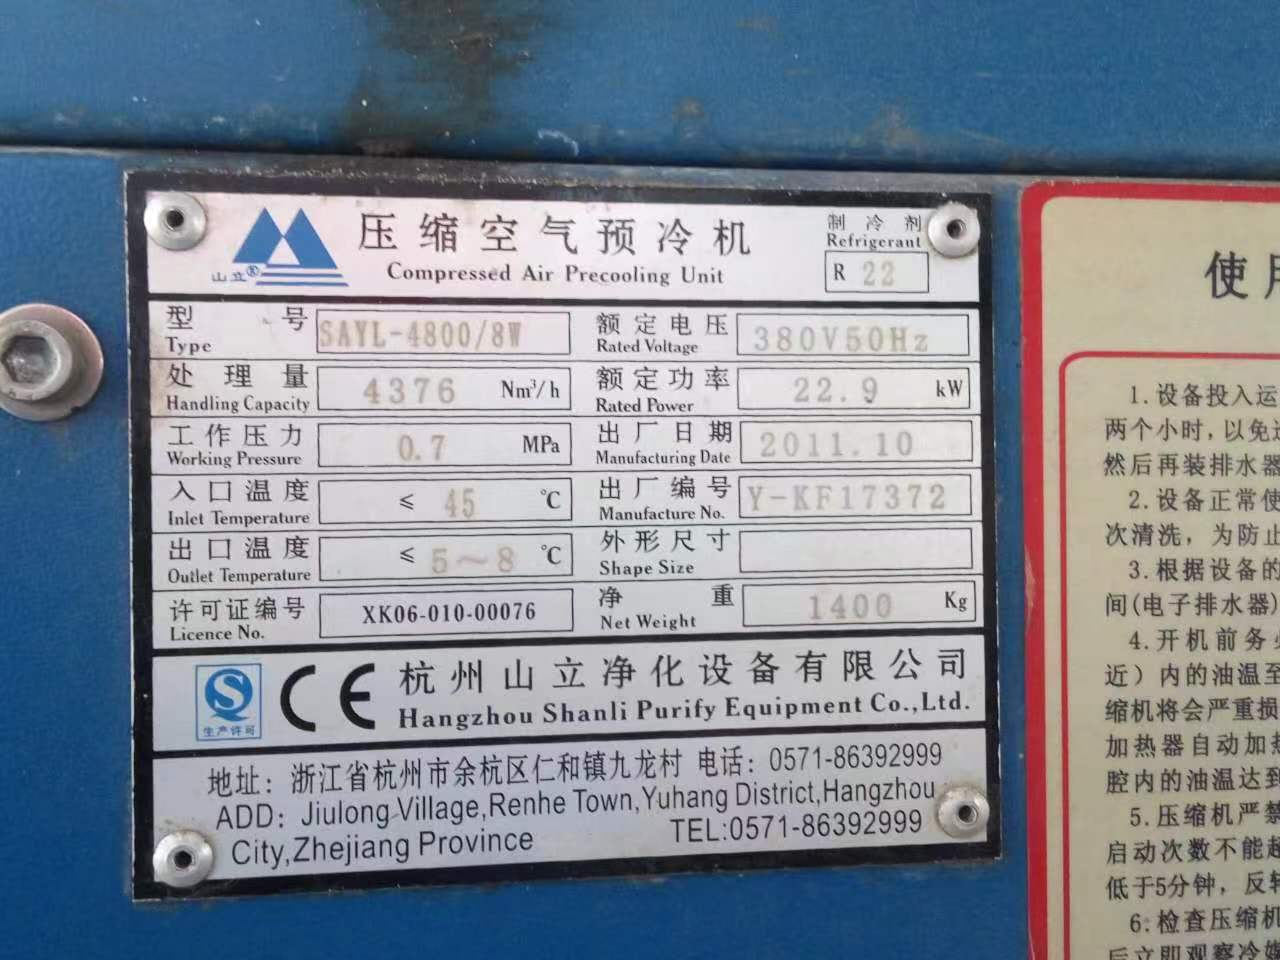 山立®
压缩空气预冷机
Compressed Air Precooling Unit
制冷剂
Refrigerant
R 22
型号
Type
SAYL-4800/8W
额定电压
Rated Voltage
380V50Hz
处理量
Handling Capacity
4376 Nm³/h
额定功率
Rated Power
22.9 kW
工作压力
Working Pressure
0.7 MPa
出厂日期
Manufacturing Date
2011.10
入口温度
Inlet Temperature
≤ 45 ℃
出厂编号
Manufacture No.
Y-KF17372
出口温度
Outlet Temperature
≤ 5~8 ℃
外形尺寸
Shape Size
许可证编号
Licence No.
XK06-010-00076
净重
Net Weight
1400 Kg
生产许可
CE
杭州山立净化设备有限公司
Hangzhou Shanli Purify Equipment Co.,Ltd.
地址：浙江省杭州市余杭区仁和镇九龙村 电话：0571-86392999
ADD：Jiulong Village,Renhe Town,Yuhang District,Hangzhou
City,Zhejiang Province TEL:0571-86392999
使用
1.设备投入运
两个小时,以免
然后再装排水器
2.设备正常使
次清洗，为防止
3.根据设备的
间(电子排水器)
4.开机前务
近）内的油温至
缩机将会严重损
加热器自动加热
腔内的油温达到
5.压缩机严禁
启动次数不能超
低于5分钟，反转
6:检查压缩机
后立即观察冷媒